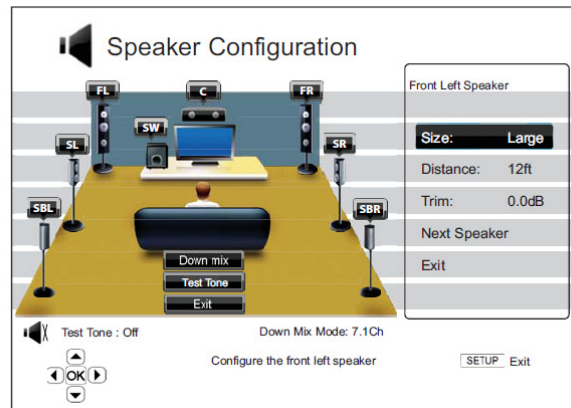 Speaker Configuration
FL
C
FR
SW
SL
SR
SBL
SBR
Down mix
Test Tone
Exit
Front Left Speaker
Size: Large
Distance: 12ft
Trim: 0.0dB
Next Speaker
Exit
Test Tone : Off
Down Mix Mode: 7.1Ch
OK
Configure the front left speaker
SETUP Exit